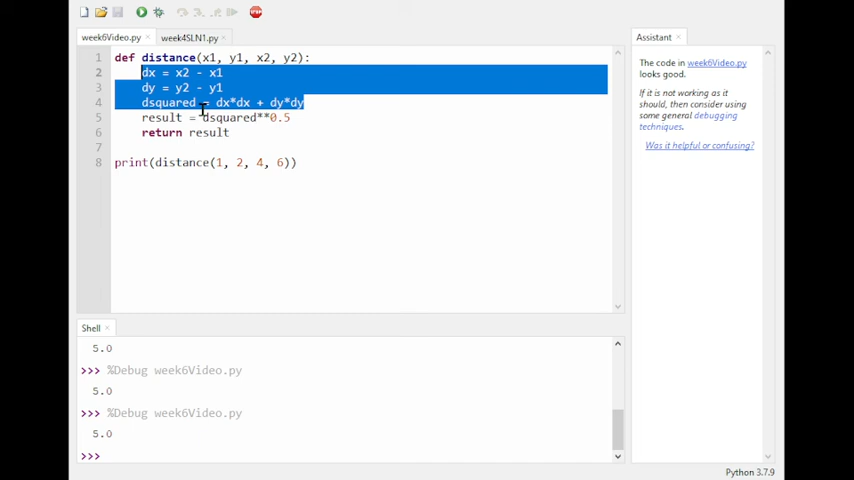 week6Video.py
week4SLN1.py
Assistant
1 def distance(x1, y1, x2, y2):
2 dx = x2 - x1
3 dy = y2 - y1
4 dsquared = dx*dx + dy*dy
5 result = dsquared**0.5
6 return result
7
8 print(distance(1, 2, 4, 6))
The code in week6Video.py
looks good.
If it is not working as it
should, then consider using
some general debugging
techniques.
Was it helpful or confusing?
Shell
5.0
>>> %Debug week6Video.py
5.0
>>> %Debug week6Video.py
5.0
>>>
Python 3.7.9